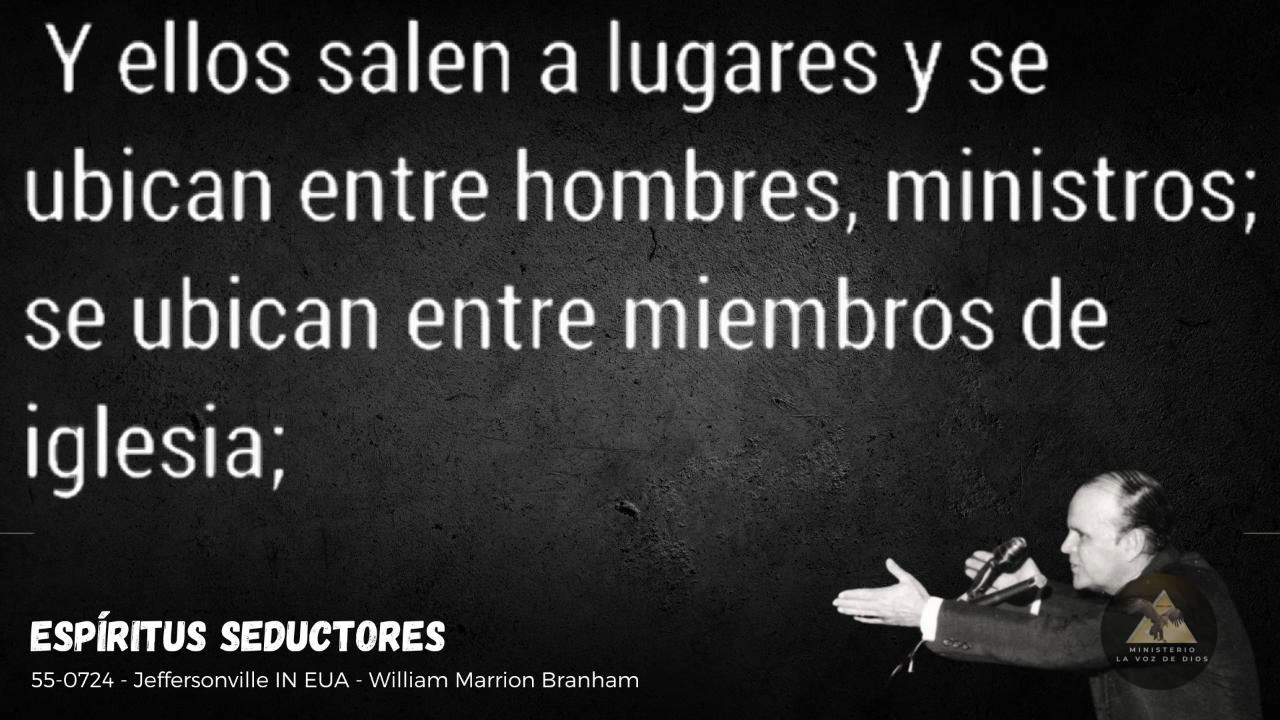 Y ellos salen a lugares y se
ubican entre hombres, ministros;
se ubican entre miembros de
iglesia;
ESPÍRITUS SEDUCTORES
55-0724 - Jeffersonville IN EUA - William Marrion Branham
MINISTERIO
LA VOZ DE DIOS